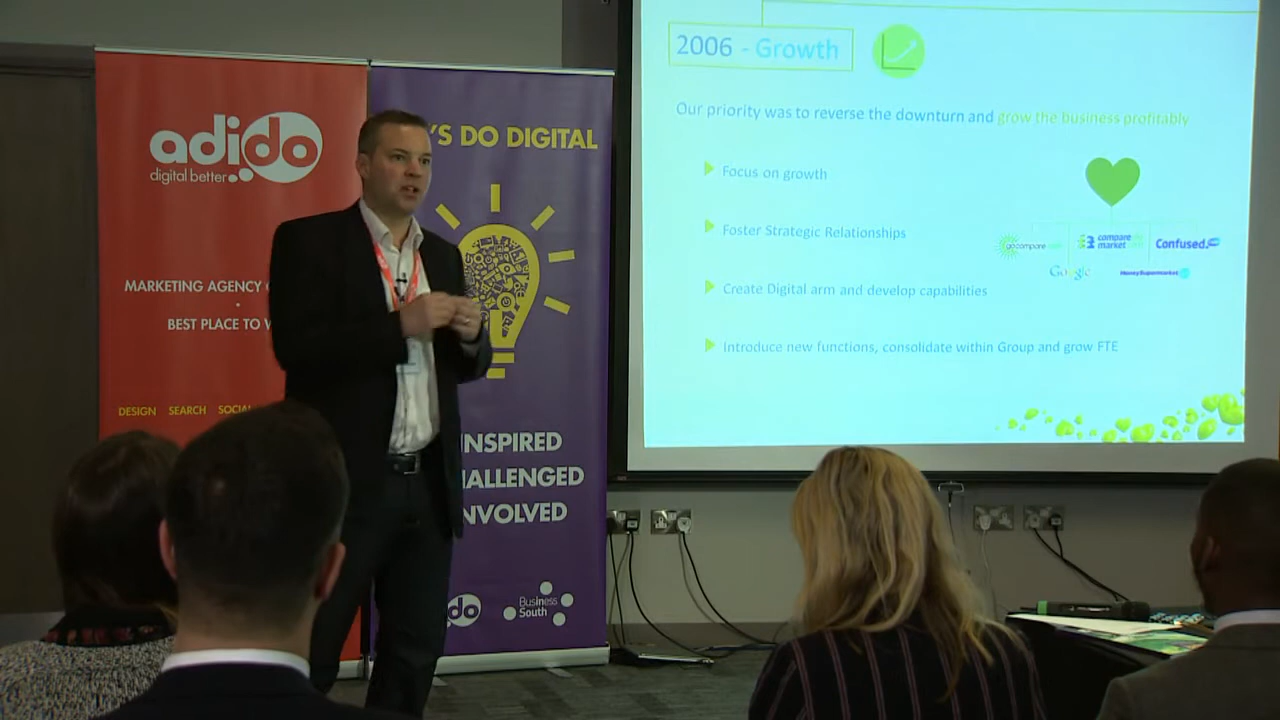 adido
digital better
MARKETING AGENCY
BEST PLACE TO
DESIGN SEARCH SOCIAL
'S DO DIGITAL
INSPIRED
NVOLVED
do
Business
South
2006 - Growth
Our priority was to reverse the downturn and grow the business profitably
Focus on growth
Foster Strategic Relationships
Create Digital arm and develop capabilities
Introduce new functions, consolidate within Group and grow FTE
gocompare
compare
market
Confused.
Google
MoneySupermarket